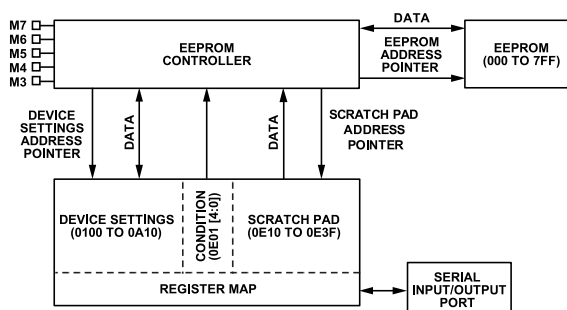 M7
M6
M5
M4
M3
EEPROM
CONTROLLER
DATA
EEPROM
ADDRESS
POINTER
EEPROM
(000 TO 7FF)
DEVICE
SETTINGS
ADDRESS
POINTER
DATA
DATA
SCRATCH PAD
ADDRESS
POINTER
DEVICE SETTINGS
(0100 TO 0A10)
CONDITION
(0E01 [4:0])
SCRATCH PAD
(0E10 TO 0E3F)
REGISTER MAP
SERIAL
INPUT/OUTPUT
PORT